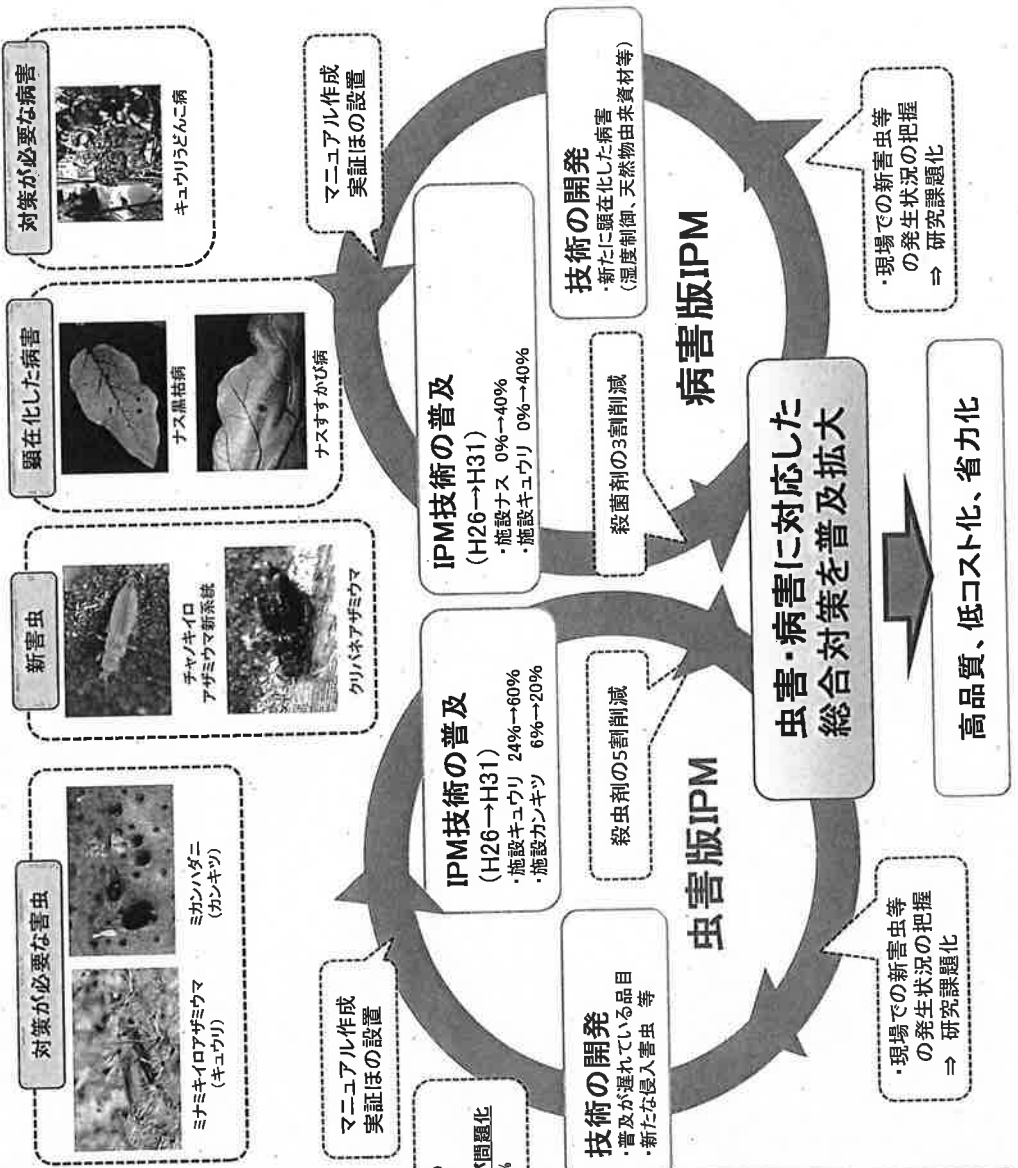 対策が必要な害虫
ミナミキイロアザミウマ
(キュウリ)
ミカンハダニ
(カンキツ)
新害虫
チャノキイロ
アザミウマ新系統
クリバネアザミウマ
顕在化した病害
ナス黒枯病
ナスすすかび病
対策が必要な病害
キュウリうどんこ病
マニュアル作成
実証ほの設置
IPM技術の普及
(H26→H31)
・施設キュウリ 24%→60%
・施設カンキツ 6%→20%
技術の開発
・普及が遅れている品目
・新たな侵入害虫 等
殺虫剤の5割削減
虫害版IPM
・現場での新害虫等
の発生状況の把握
⇒ 研究課題化
マニュアル作成
実証ほの設置
IPM技術の普及
(H26→H31)
・施設ナス 0%→40%
・施設キュウリ 0%→40%
技術の開発
・新たに顕在化した病害
(湿度制御、天然物由来資材等)
殺菌剤の3割削減
病害版IPM
・現場での新害虫等
の発生状況の把握
⇒ 研究課題化
問題化
虫害・病害に対応した
総合対策を普及拡大
高品質、低コスト化、省力化